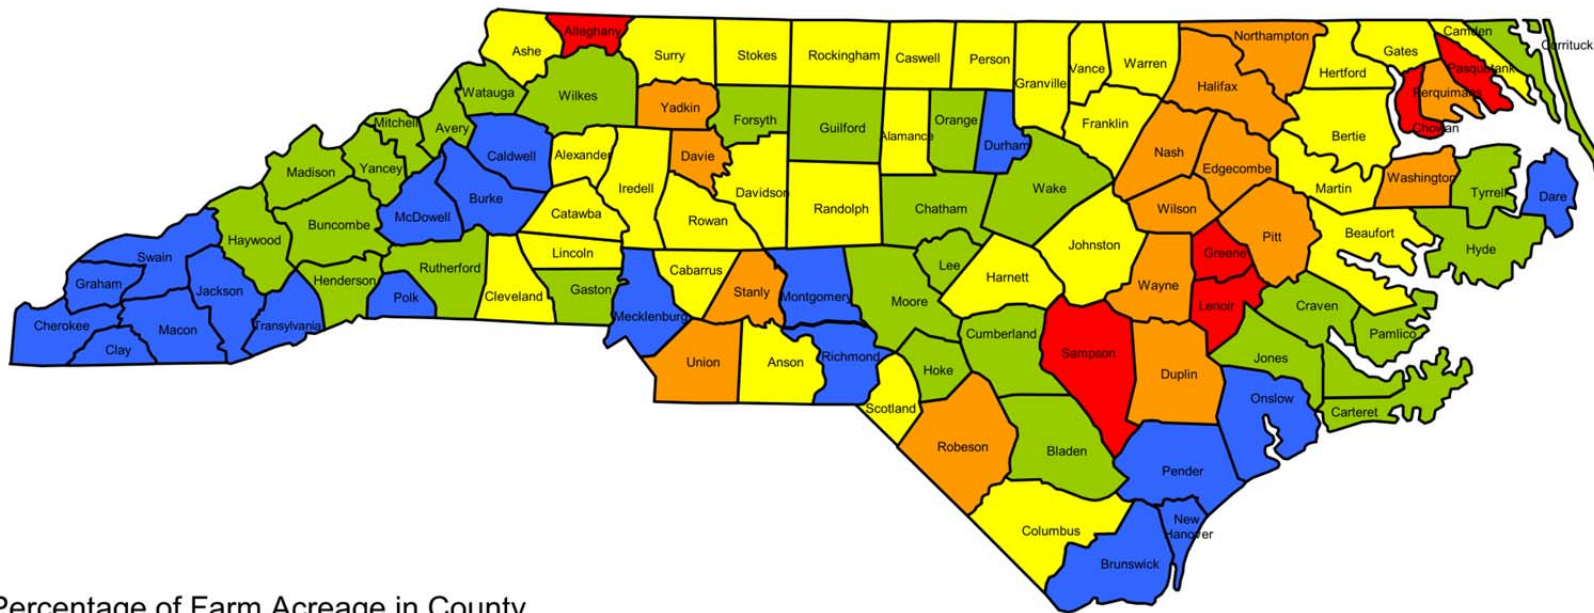 Alleghany
Ashe
Surry
Stokes
Rockingham
Caswell
Person
Granville
Vance
Warren
Northampton
Halifax
Hertford
Gates
Camden
Currituck
Pasquotank
Perquimans
Chowan
Watauga
Wilkes
Yadkin
Forsyth
Guilford
Alamance
Orange
Durham
Franklin
Bertie
Mitchell
Avery
Caldwell
Alexander
Iredell
Davie
Davidson
Randolph
Chatham
Wake
Nash
Edgecombe
Martin
Washington
Tyrrell
Dare
Madison
Yancey
McDowell
Burke
Catawba
Rowan
Johnston
Wilson
Pitt
Beaufort
Hyde
Haywood
Buncombe
Rutherford
Lincoln
Cabarrus
Lee
Harnett
Wayne
Greene
Swain
Graham
Jackson
Henderson
Polk
Cleveland
Gaston
Stanly
Montgomery
Moore
Lenoir
Craven
Pamlico
Cherokee
Macon
Clay
Transylvania
Mecklenburg
Cumberland
Sampson
Jones
Union
Anson
Richmond
Hoke
Duplin
Onslow
Carteret
Scotland
Robeson
Bladen
Pender
Columbus
New
Hanover
Brunswick
Percentage of Farm Acreage in County